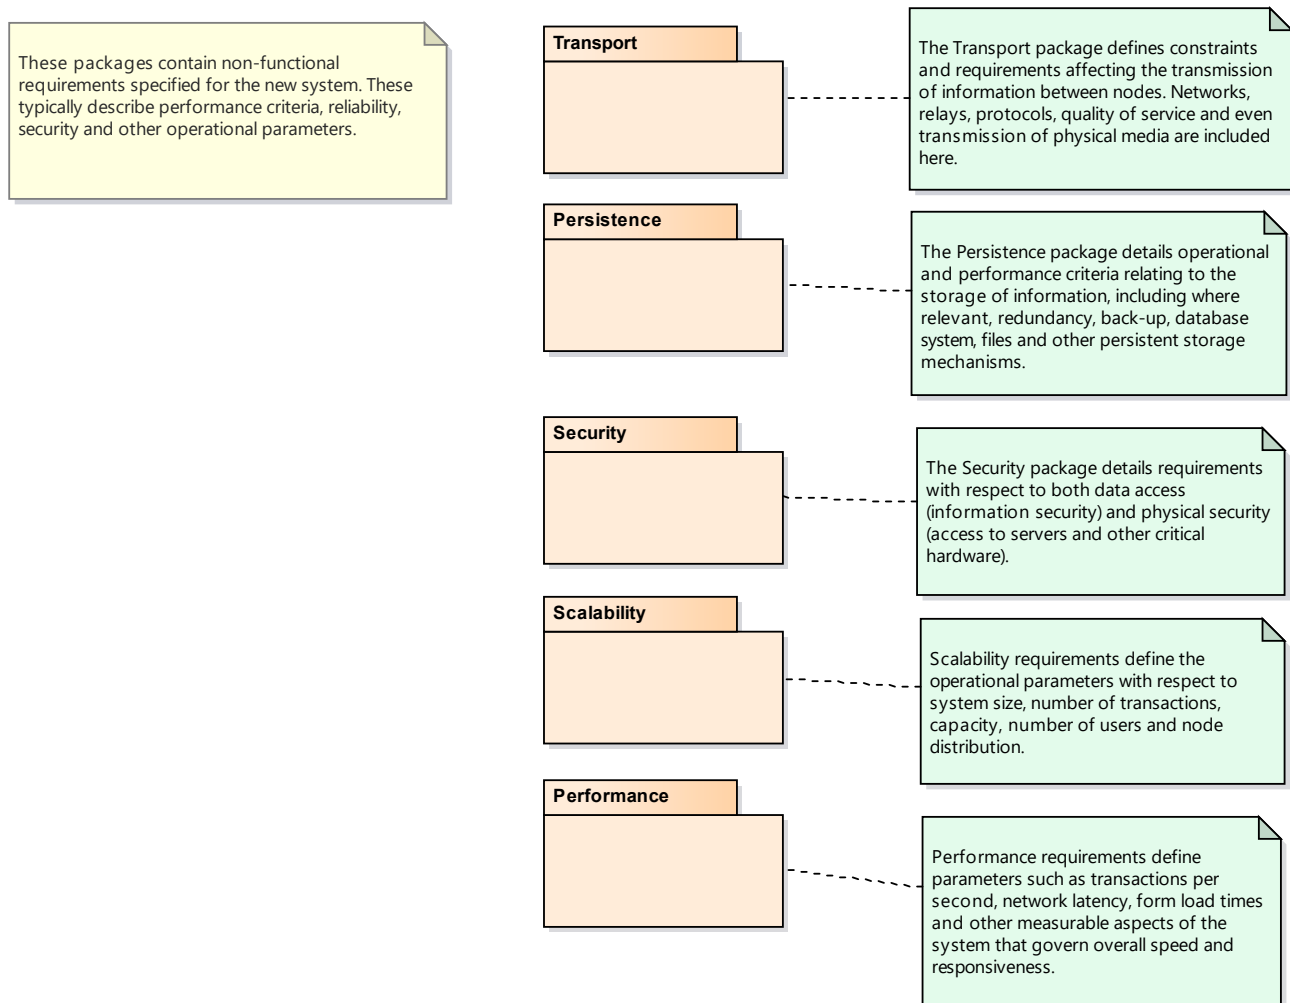 These packages contain non-functional
requirements specified for the new system. These
typically describe performance criteria, reliability,
security and other operational parameters.
Transport
The Transport package defines constraints
and requirements affecting the transmission
of information between nodes. Networks,
relays, protocols, quality of service and even
transmission of physical media are included
here.
Persistence
The Persistence package details operational
and performance criteria relating to the
storage of information, including where
relevant, redundancy, back-up, database
system, files and other persistent storage
mechanisms.
Security
The Security package details requirements
with respect to both data access
(information security) and physical security
(access to servers and other critical
hardware).
Scalability
Scalability requirements define the
operational parameters with respect to
system size, number of transactions,
capacity, number of users and node
distribution.
Performance
Performance requirements define
parameters such as transactions per
second, network latency, form load times
and other measurable aspects of the
system that govern overall speed and
responsiveness.